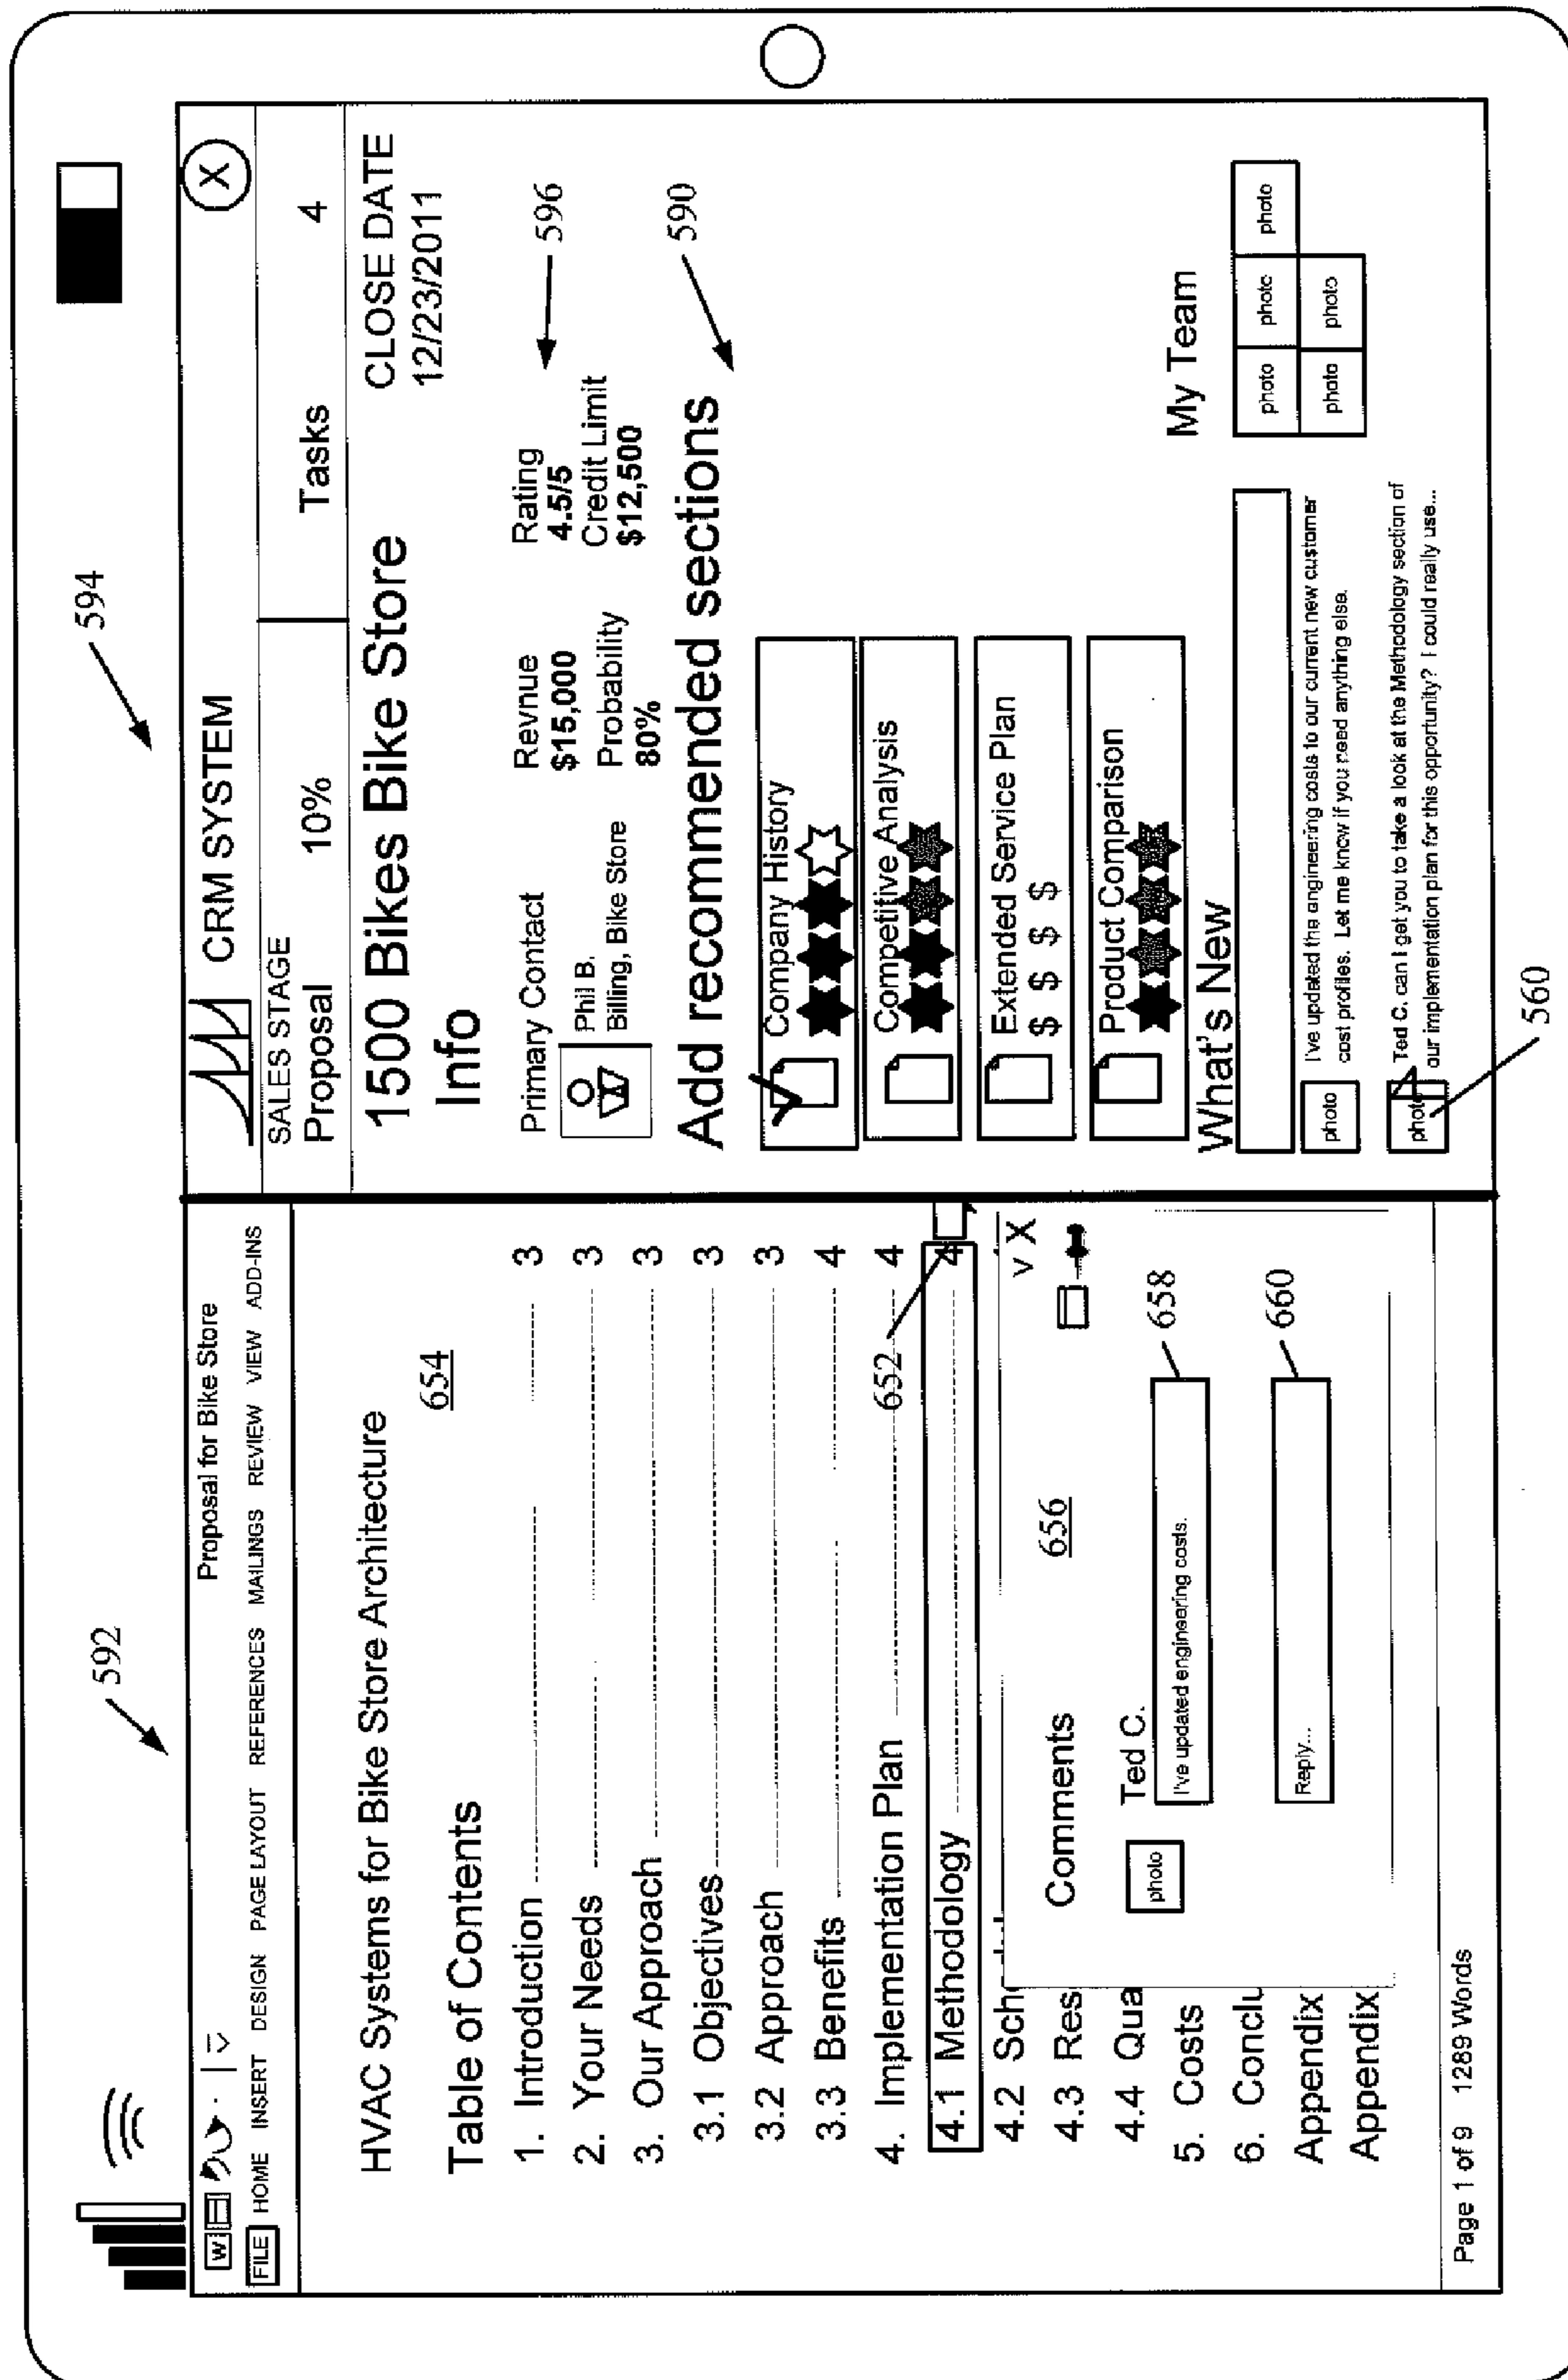 592
594
W
Proposal for Bike Store
FILE HOME INSERT DESIGN PAGE LAYOUT REFERENCES MAILINGS REVIEW VIEW ADD-INS
HVAC Systems for Bike Store Architecture
654
Table of Contents
1. Introduction 3
2. Your Needs 3
3. Our Approach 3
3.1 Objectives 3
3.2 Approach 3
3.3 Benefits 4
4. Implementation Plan 4
652
4.1 Methodology 4
4.2 Sch
4.3 Res
4.4 Qua
5. Costs
6. Conclu
Appendix
Appendix
v X
Comments
656
Ted C.
photo
I've updated engineering costs.
658
Reply...
660
Page 1 of 9 1289 Words
CRM SYSTEM
X
SALES STAGE
Proposal 10%
Tasks 4
1500 Bikes Bike Store
CLOSE DATE
12/23/2011
Info
Primary Contact
Phil B.
Billing, Bike Store
Revnue
$15,000
Probability
80%
Rating
4.5/5
Credit Limit
$12,500
596
Add recommended sections
590
Company History
Competitive Analysis
Extended Service Plan
$ $ $ $
Product Comparison
What's New
photo
I've updated the engineering costs to our current new customer
cost profiles. Let me know if you need anything else.
photo
Ted C. can I get you to take a look at the Methodology section of
our implementation plan for this opportunity? I could really use...
560
My Team
photo photo photo
photo photo